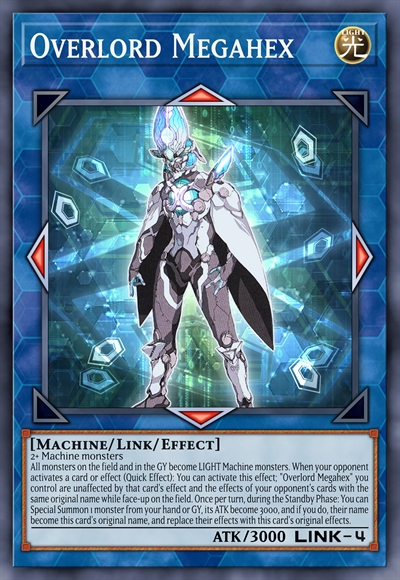 OVERLORD MEGAHEX
LIGHT
光
[MACHINE/LINK/EFFECT]
2+ Machine monsters
All monsters on the field and in the GY become LIGHT Machine monsters. When your opponent
activates a card or effect (Quick Effect): You can activate this effect; "Overlord Megahex" you
control are unaffected by that card's effect and the effects of your opponent's cards with the
same original name while face-up on the field. Once per turn, during the Standby Phase: You can
Special Summon 1 monster from your hand or GY, its ATK become 3000, and if you do, their name
become this card's original name, and replace their effects with this card's original effects.
ATK/3000 LINK-4